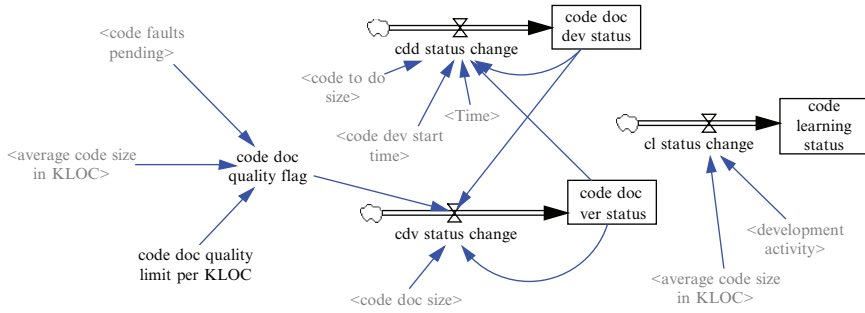 <code faults
pending>
<average code size
in KLOC>
code doc quality
limit per KLOC
code doc
quality flag
cdd status change
code doc
dev status
<code to do
size>
<Time>
<code dev start
time>
cdv status change
code doc
ver status
<code doc size>
cl status change
code
learning
status
<development
activity>
<average code size
in KLOC>